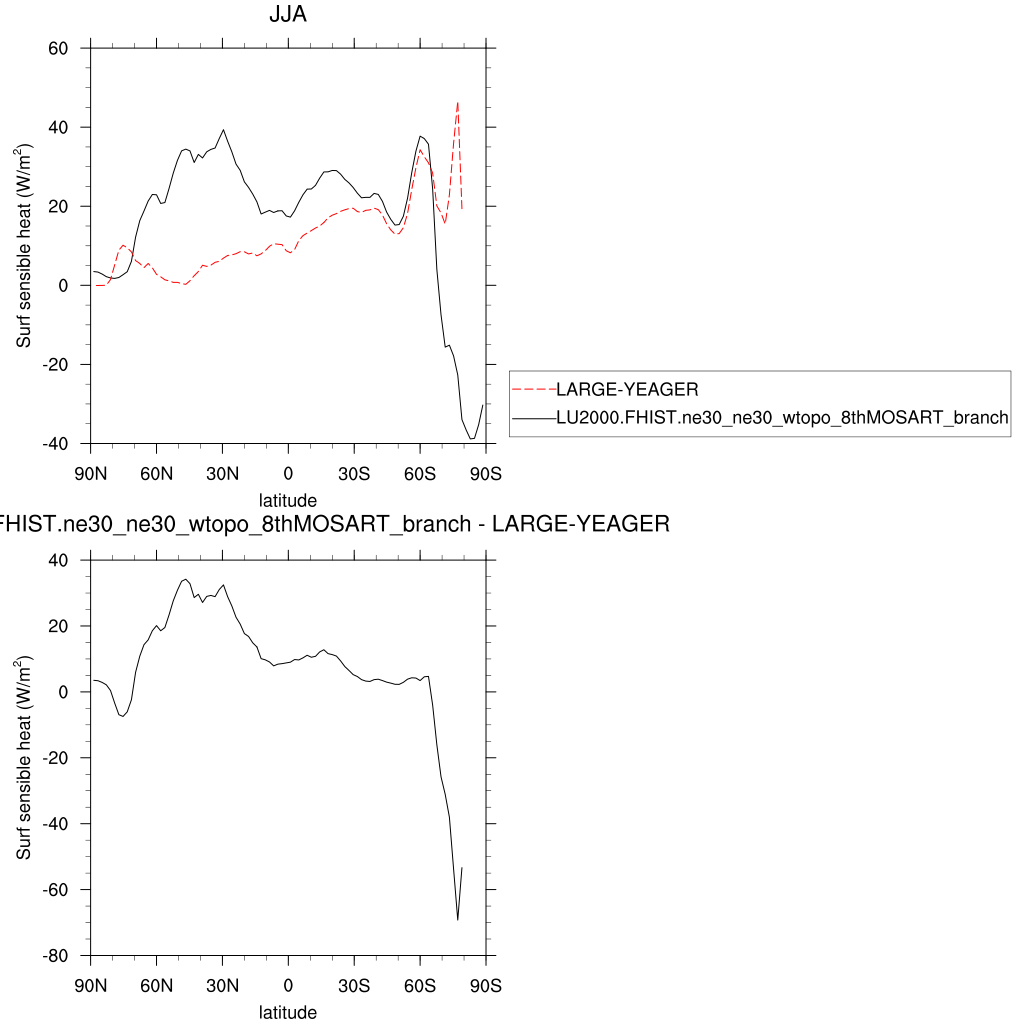 JJA
Surf sensible heat (W/m²)
60
40
20
0
-20
-40
90N 60N 30N 0 30S 60S 90S
latitude
LARGE-YEAGER
LU2000.FHIST.ne30_ne30_wtopo_8thMOSART_branch
FHIST.ne30_ne30_wtopo_8thMOSART_branch - LARGE-YEAGER
Surf sensible heat (W/m²)
40
20
0
-20
-40
-60
-80
90N 60N 30N 0 30S 60S 90S
latitude